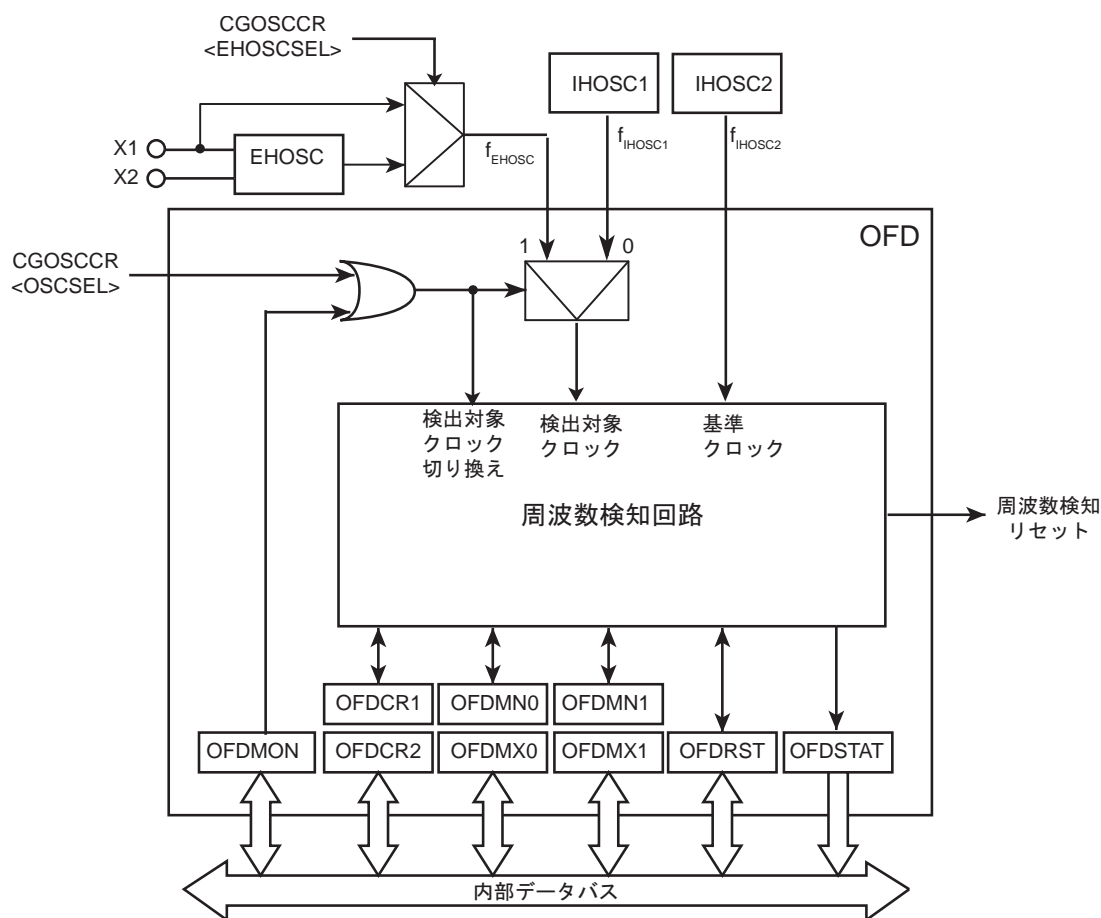 CGOSCCR
<EHOSCSEL>
IHOSC1
IHOSC2
X1
X2
EHOSC
fEHOSC
fIHOSC1
fIHOSC2
OFD
CGOSCCR
<OSCSEL>
1
0
検出対象
クロック
切り換え
検出対象
クロック
基準
クロック
周波数検知回路
周波数検知
リセット
OFDCR1
OFDMN0
OFDMN1
OFDMON
OFDCR2
OFDMX0
OFDMX1
OFDRST
OFDSTAT
内部データバス